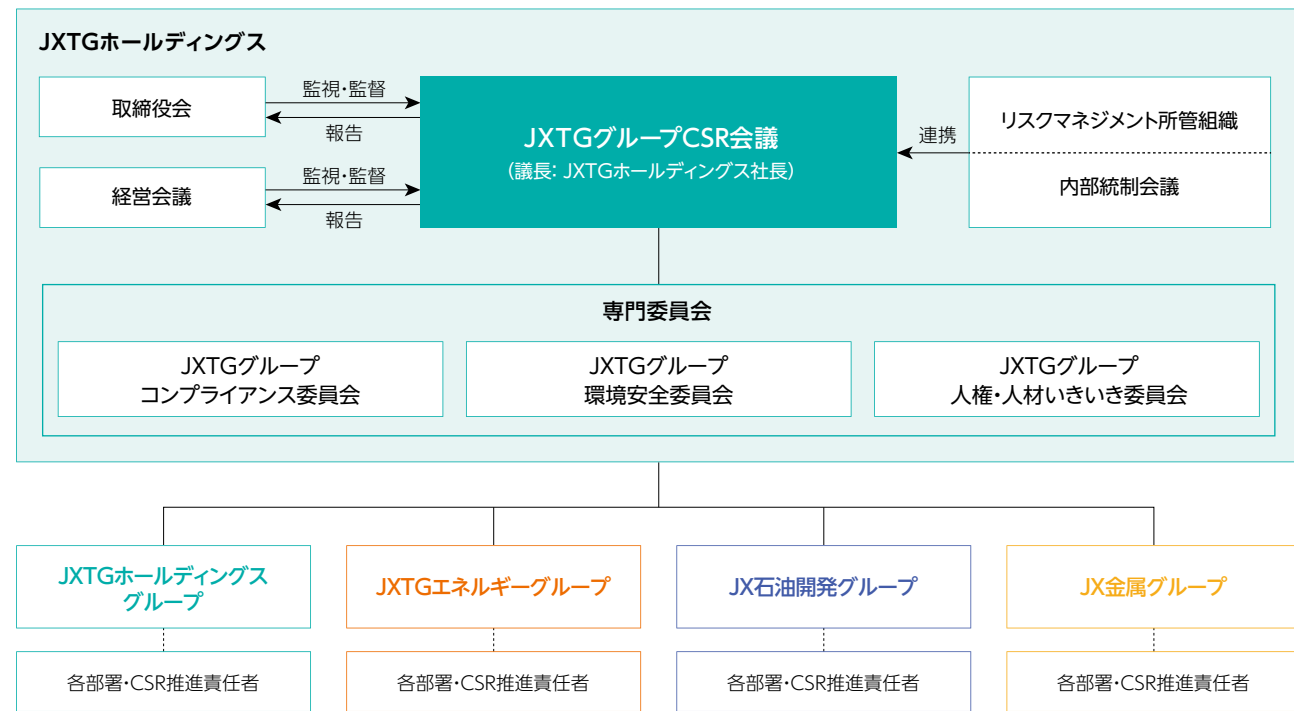 JXTGホールディングス
取締役会
監視・監督
報告
経営会議
監視・監督
報告
JXTGグループCSR会議
(議長: JXTGホールディングス社長)
連携
リスクマネジメント所管組織
内部統制会議
専門委員会
JXTGグループ
コンプライアンス委員会
JXTGグループ
環境安全委員会
JXTGグループ
人権・人材いきいき委員会
JXTGホールディングス
グループ
JXTGエネルギーグループ
JX石油開発グループ
JX金属グループ
各部署・CSR推進責任者
各部署・CSR推進責任者
各部署・CSR推進責任者
各部署・CSR推進責任者